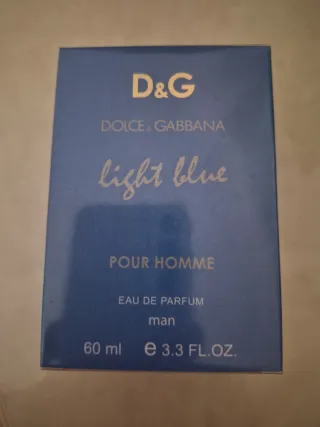 D&G
DOLCE & GABBANA
light blue
POUR HOMME
EAU DE PARFUM
man
60 ml e 3.3 FL.OZ.